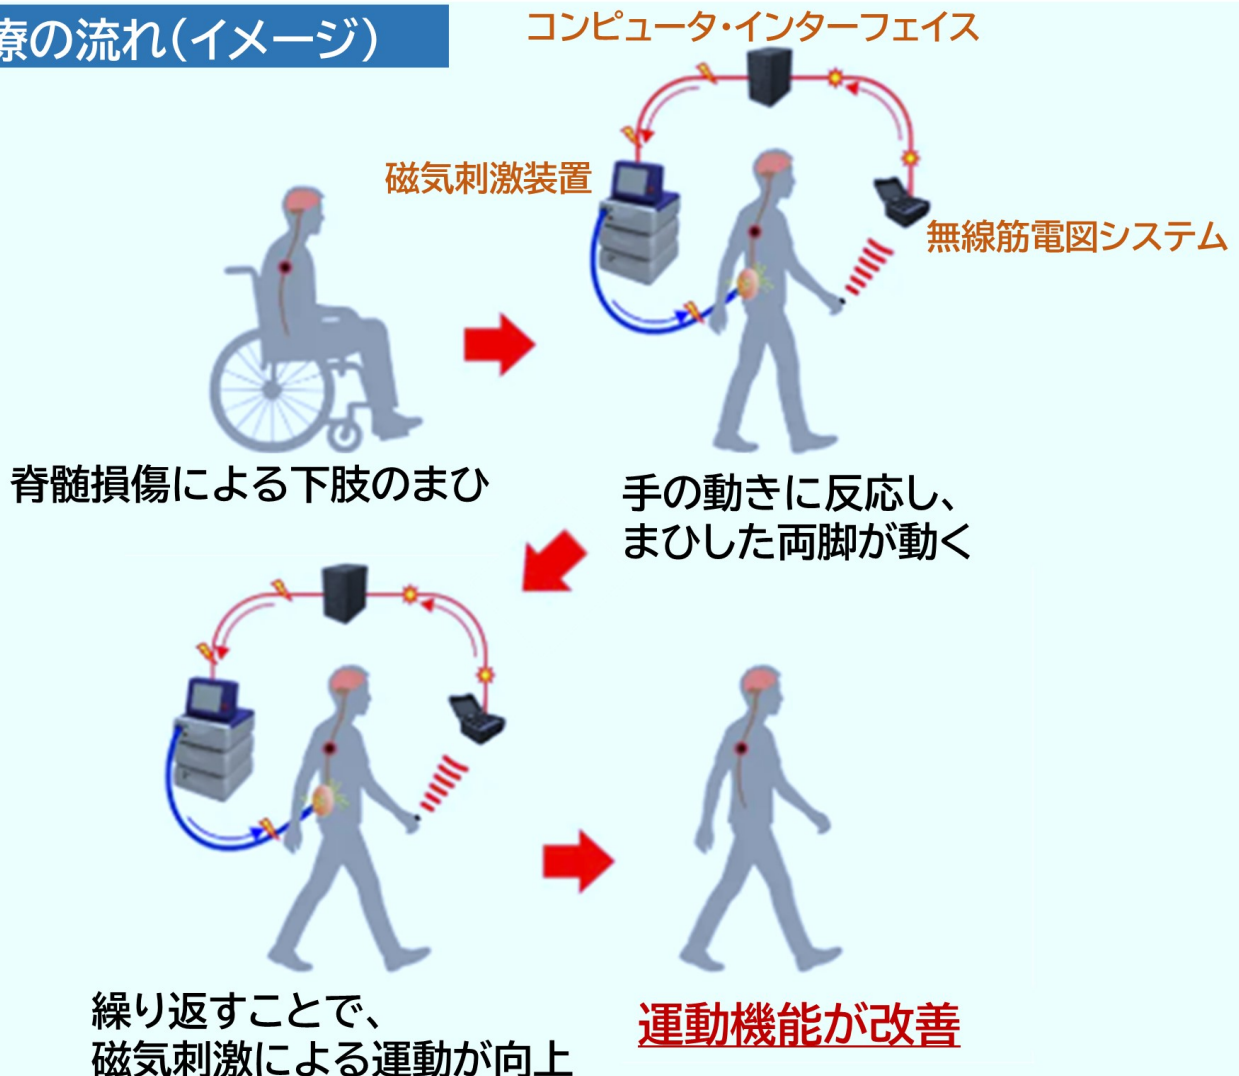 療の流れ(イメージ)
コンピュータ・インターフェイス
磁気刺激装置
無線筋電図システム
脊髄損傷による下肢のまひ
手の動きに反応し、
まひした両脚が動く
繰り返すことで、
磁気刺激による運動が向上
運動機能が改善